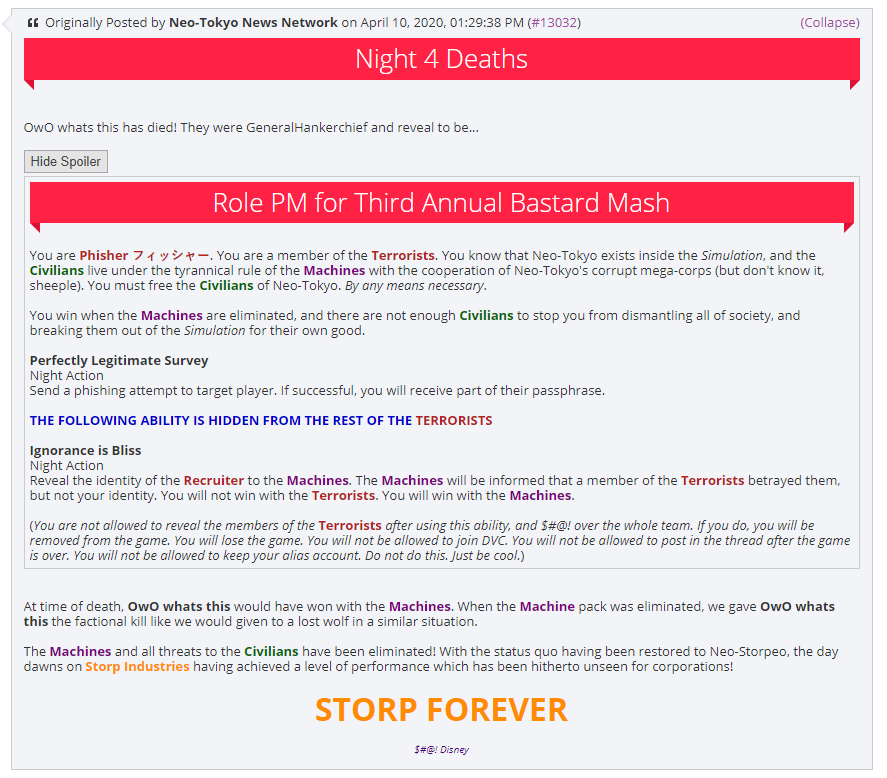 Originally Posted by Neo-Tokyo News Network on April 10, 2020, 01:29:38 PM (#13032) (Collapse)
Night 4 Deaths
OwO whats this has died! They were GeneralHankerchief and reveal to be...
Hide Spoiler
Role PM for Third Annual Bastard Mash
You are Phisher フィッシャー. You are a member of the Terrorists. You know that Neo-Tokyo exists inside the Simulation, and the
Civilians live under the tyrannical rule of the Machines with the cooperation of Neo-Tokyo's corrupt mega-corps (but don't know it,
sheeple). You must free the Civilians of Neo-Tokyo. By any means necessary.
You win when the Machines are eliminated, and there are not enough Civilians to stop you from dismantling all of society, and
breaking them out of the Simulation for their own good.
Perfectly Legitimate Survey
Night Action
Send a phishing attempt to target player. If successful, you will receive part of their passphrase.
THE FOLLOWING ABILITY IS HIDDEN FROM THE REST OF THE TERRORISTS
Ignorance is Bliss
Night Action
Reveal the identity of the Recruiter to the Machines. The Machines will be informed that a member of the Terrorists betrayed them,
but not your identity. You will not win with the Terrorists. You will win with the Machines.
(You are not allowed to reveal the members of the Terrorists after using this ability, and $#@! over the whole team. If you do, you will be
removed from the game. You will lose the game. You will not be allowed to join DVC. You will not be allowed to post in the thread after the game
is over. You will not be allowed to keep your alias account. Do not do this. Just be cool.)
At time of death, OwO whats this would have won with the Machines. When the Machine pack was eliminated, we gave OwO whats
this the factional kill like we would given to a lost wolf in a similar situation.
The Machines and all threats to the Civilians have been eliminated! With the status quo having been restored to Neo-Storpeo, the day
dawns on Storp Industries having achieved a level of performance which has been hitherto unseen for corporations!
STORP FOREVER
$#@! Disney